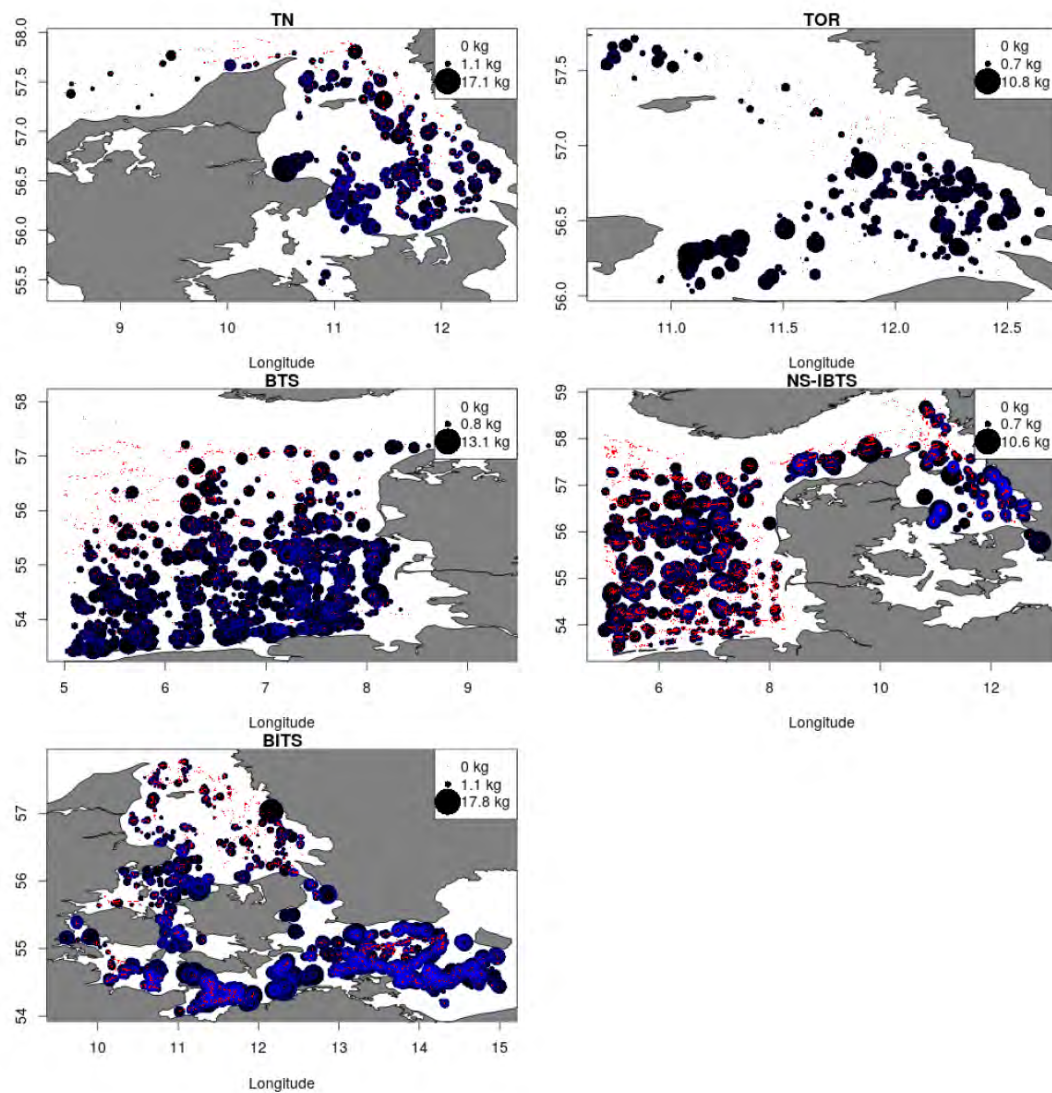 TN
58.0
57.5
57.0
56.5
56.0
55.5
0 kg
1.1 kg
17.1 kg
9
10
11
12
Longitude
TOR
57.5
57.0
56.5
56.0
0 kg
0.7 kg
10.8 kg
11.0
11.5
12.0
12.5
Longitude
BTS
58
57
56
55
54
0 kg
0.8 kg
13.1 kg
5
6
7
8
9
Longitude
NS-IBTS
59
58
57
56
55
54
0 kg
0.7 kg
10.6 kg
6
8
10
12
Longitude
BITS
57
56
55
54
0 kg
1.1 kg
17.8 kg
10
11
12
13
14
15
Longitude